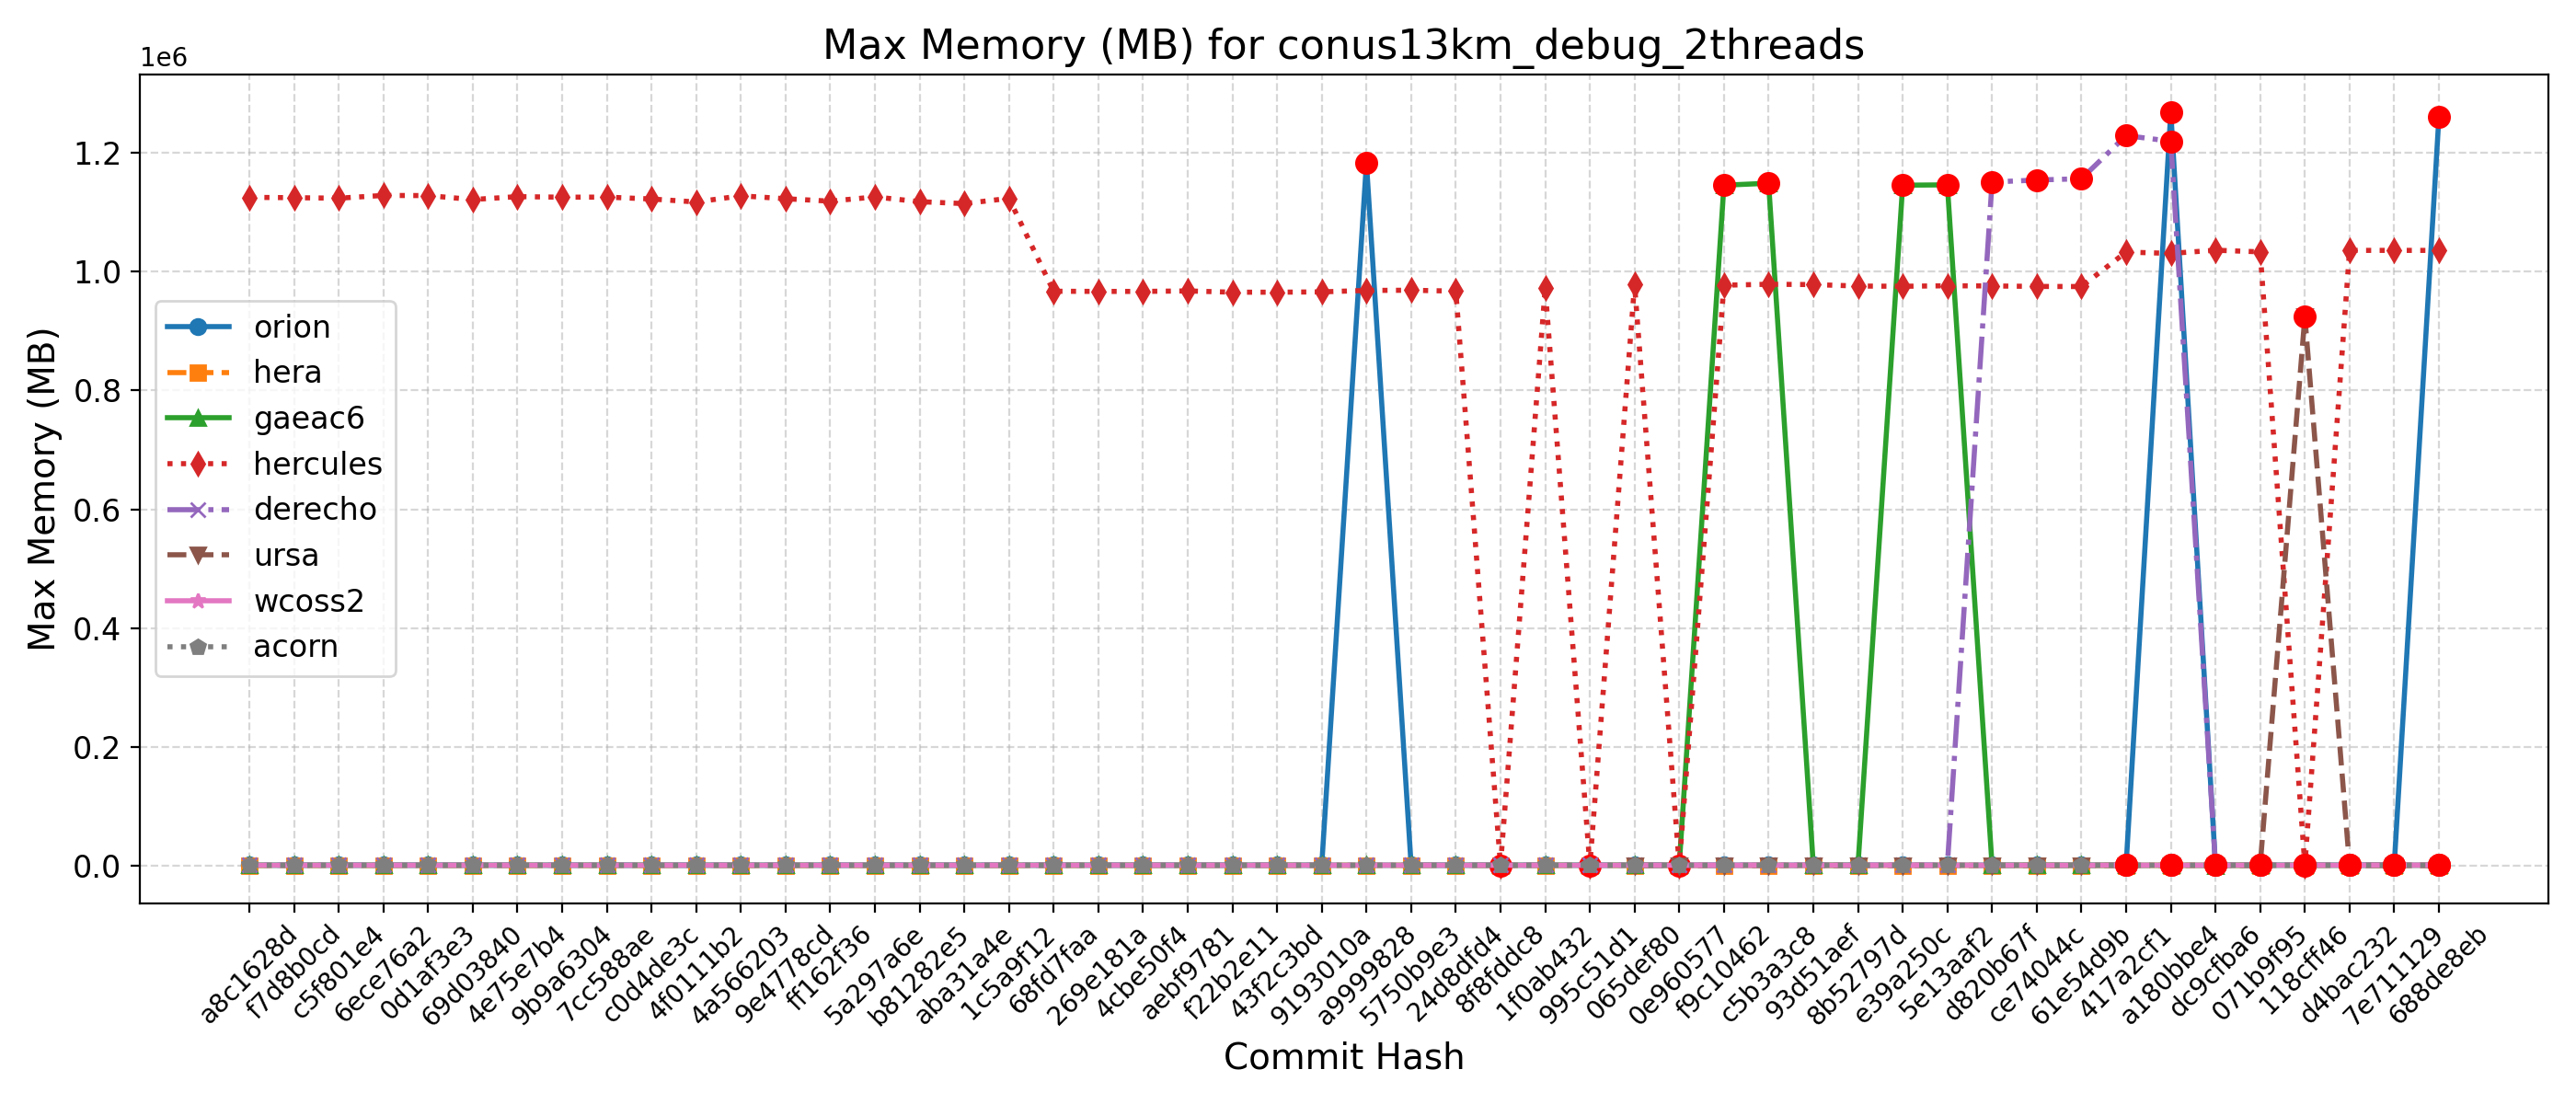 Max Memory (MB) for conus13km_debug_2threads
1e6
1.2
1.0
0.8
0.6
0.4
0.2
0.0
Max Memory (MB)
orion
hera
gaeac6
hercules
derecho
ursa
wcoss2
acorn
a8c1628d
f7d8b0cd
c5f801e4
6ece76a2
0d1af3e3
69d03840
4e75e7b4
9b9a6304
7cc588ae
c0d4de3c
4f0111b2
4a566203
9e4778cd
ff162f36
5a297a6e
b81282e5
aba31a4e
1c5a9f12
68fd7faa
269e181a
4cbe50f4
aebf9781
f22b2e11
43f2c3bd
9193010a
a9999828
5750b9e3
24d8dfd4
8f8fddc8
1f0ab432
995c51d1
065def80
0e960577
f9c10462
c5b3a3c8
93d51aef
8b52797d
e39a250c
5e13aaf2
d820b67f
ce74044c
61e54d9b
417a2cf1
a180bbe4
dc9cfba6
071b9f95
118cff46
d4bac232
7e711129
688de8eb
Commit Hash